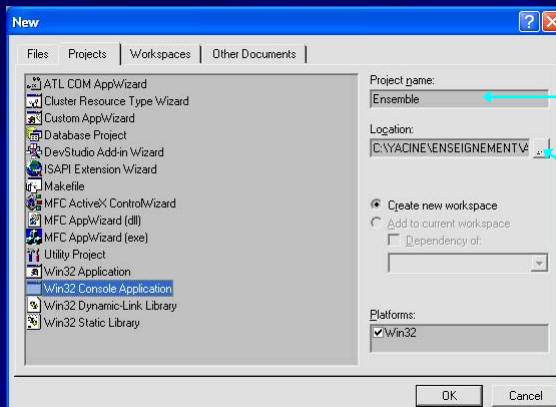 New
Files Projects Workspaces Other Documents
ATL COM AppWizard
Cluster Resource Type Wizard
Custom AppWizard
Database Project
DevStudio Add-in Wizard
ISAPI Extension Wizard
Makefile
MFC ActiveX ControlWizard
MFC AppWizard (dll)
MFC AppWizard (exe)
Utility Project
Win32 Application
Win32 Console Application
Win32 Dynamic-Link Library
Win32 Static Library
Project name:
Ensemble
Location:
C:\YACINE\ENSEIGNEMENT\A ...
Create new workspace
Add to current workspace
Dependency of:
Platforms:
Win32
OK Cancel